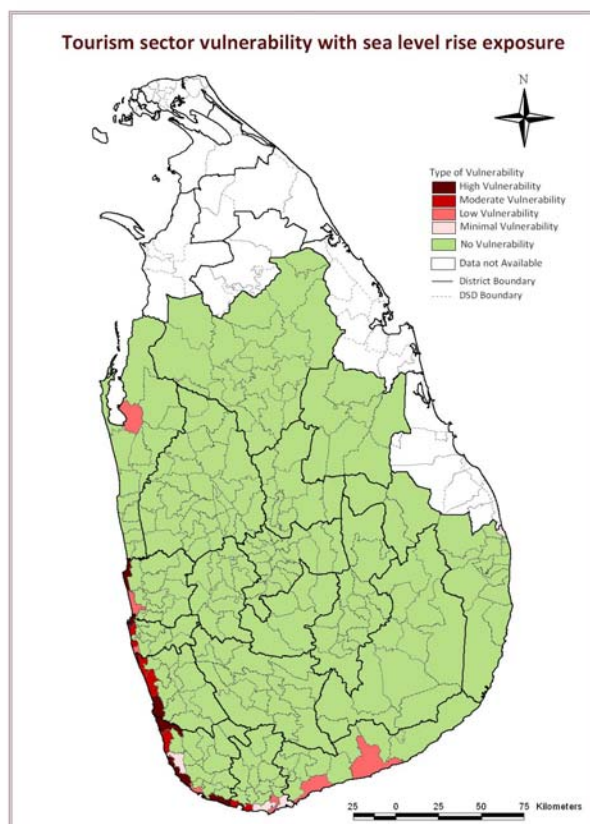 Tourism sector vulnerability with sea level rise exposure
N
Type of Vulnerability
High Vulnerability
Moderate Vulnerability
Low Vulnerability
Minimal Vulnerability
No Vulnerability
Data not Available
District Boundary
DSD Boundary
25 0 25 50 75 Kilometers